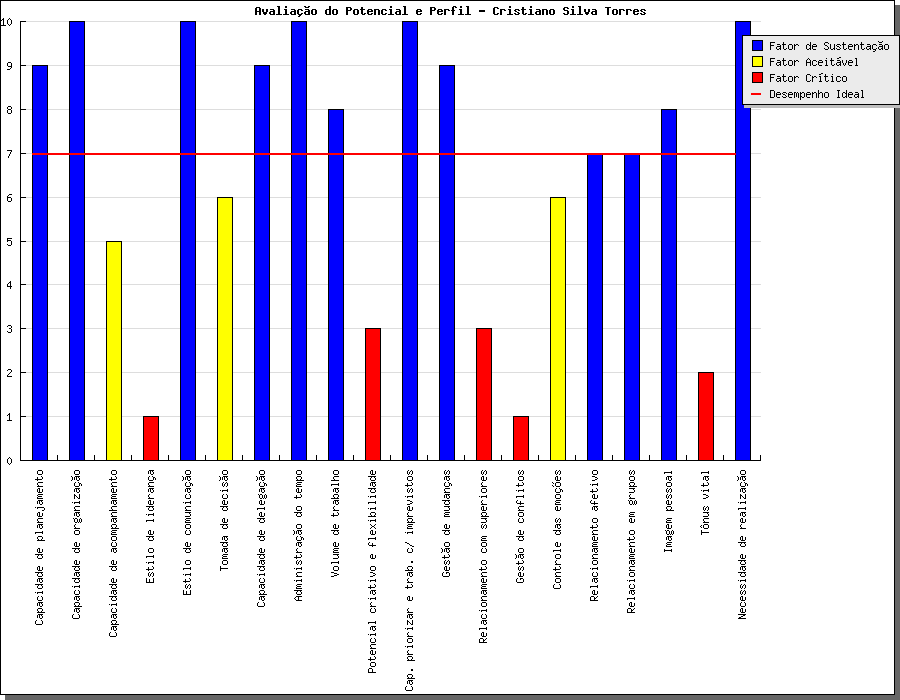 Avaliação do Potencial e Perfil - Cristiano Silva Torres
Fator de Sustentação
Fator Aceitável
Fator Crítico
Desempenho Ideal
10
9
8
7
6
5
4
3
2
1
0
Capacidade de planejamento
Capacidade de organização
Capacidade de acompanhamento
Estilo de liderança
Estilo de comunicação
Tomada de decisão
Capacidade de delegação
Administração do tempo
Volume de trabalho
Potencial criativo e flexibilidade
Cap. priorizar e trab. c/ imprevistos
Gestão de mudanças
Relacionamento com superiores
Gestão de conflitos
Controle das emoções
Relacionamento afetivo
Relacionamento em grupos
Imagem pessoal
Tônus vital
Necessidade de realização